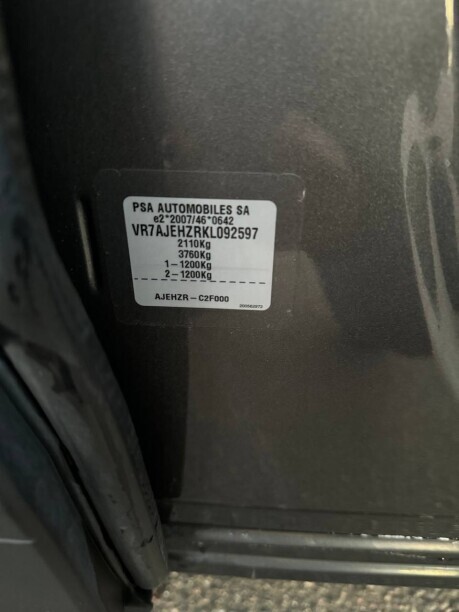 PSA AUTOMOBILES SA
e2*2007/46*0642
VR7AJEHZRKL092597
2110Kg
3760Kg
1-1200Kg
2-1200Kg
AJEHZR-C2F000